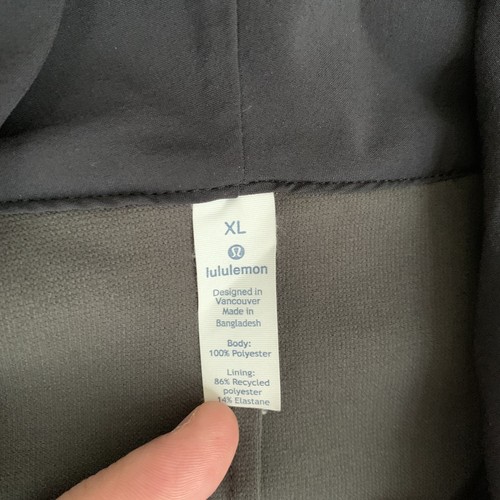 XL
lululemon
Designed in
Vancouver
Made in
Bangladesh
Body:
100% Polyester
Lining:
86% Recycled
polyester
14% Elastane